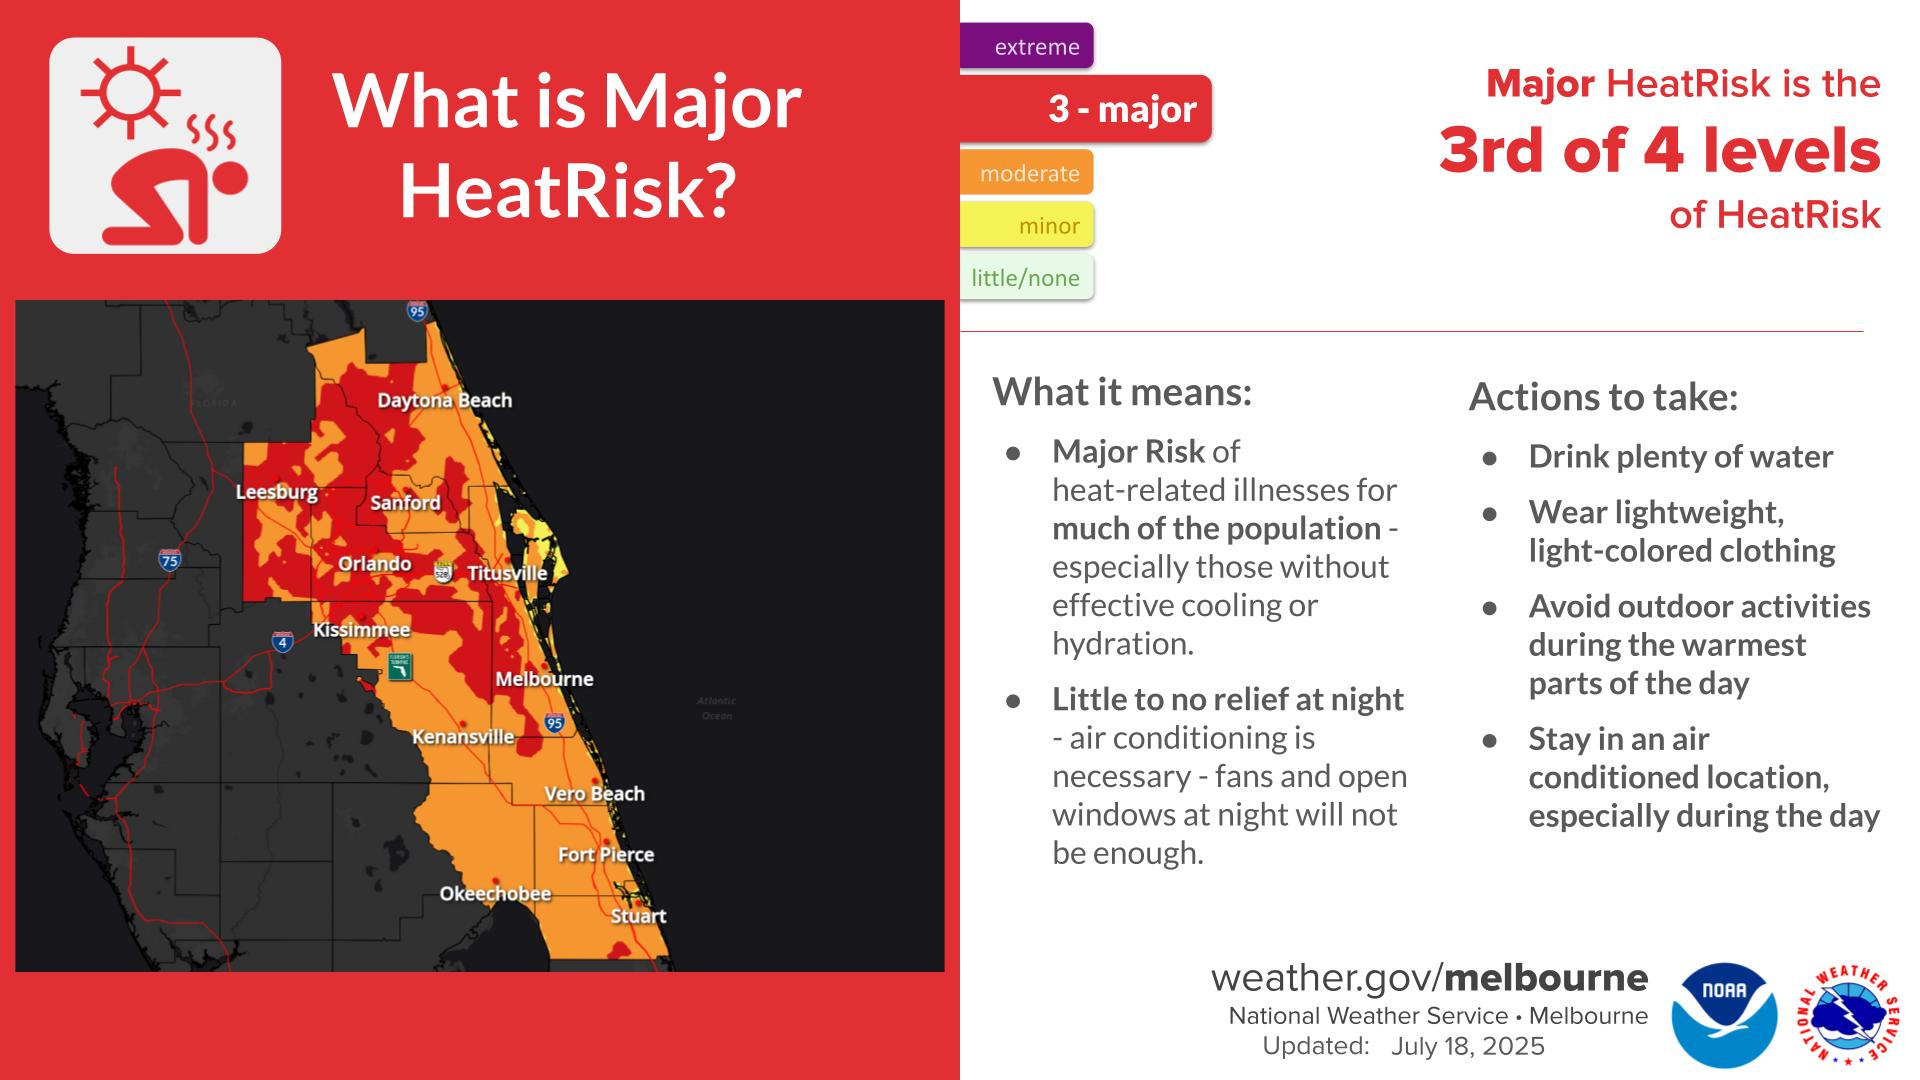 What is Major
HeatRisk?
extreme
3 - major
moderate
minor
little/none
Major HeatRisk is the
3rd of 4 levels
of HeatRisk
95
FLORIDA
Daytona Beach
Leesburg
Sanford
75
Orlando
528
Titusville
Kissimmee
4
Melbourne
Atlantic
Ocean
95
Kenansville
Vero Beach
Fort Pierce
Okeechobee
Stuart
What it means:
● Major Risk of
heat-related illnesses for
much of the population -
especially those without
effective cooling or
hydration.
● Little to no relief at night
- air conditioning is
necessary - fans and open
windows at night will not
be enough.
Actions to take:
● Drink plenty of water
● Wear lightweight,
light-colored clothing
● Avoid outdoor activities
during the warmest
parts of the day
● Stay in an air
conditioned location,
especially during the day
weather.gov/melbourne
National Weather Service • Melbourne
Updated: July 18, 2025
NOAA
NATIONAL WEATHER SERVICE